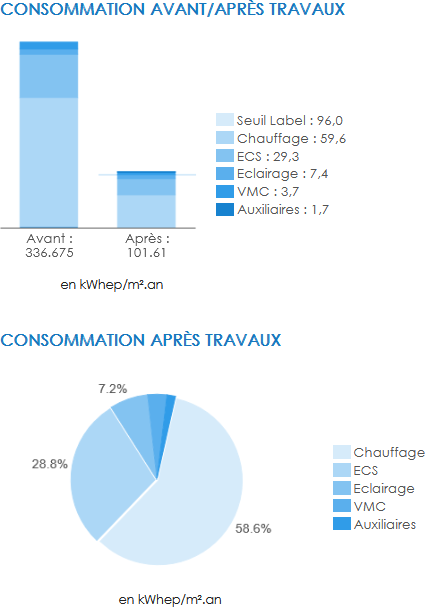 CONSOMMATION AVANT/APRÈS TRAVAUX
Seuil Label : 96,0
Chauffage : 59,6
ECS : 29,3
Eclairage : 7,4
VMC : 3,7
Auxiliaires : 1,7
Avant : Après :
336.675 101.61
en kWhep/m².an
CONSOMMATION APRÈS TRAVAUX
7.2%
28.8%
58.6%
Chauffage
ECS
Eclairage
VMC
Auxiliaires
en kWhep/m².an